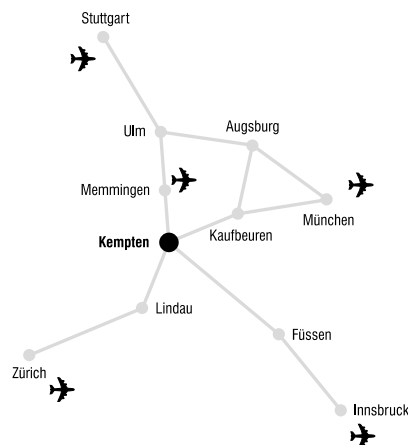 Stuttgart
Ulm
Augsburg
Memmingen
München
Kaufbeuren
Kempten
Lindau
Füssen
Zürich
Innsbruck